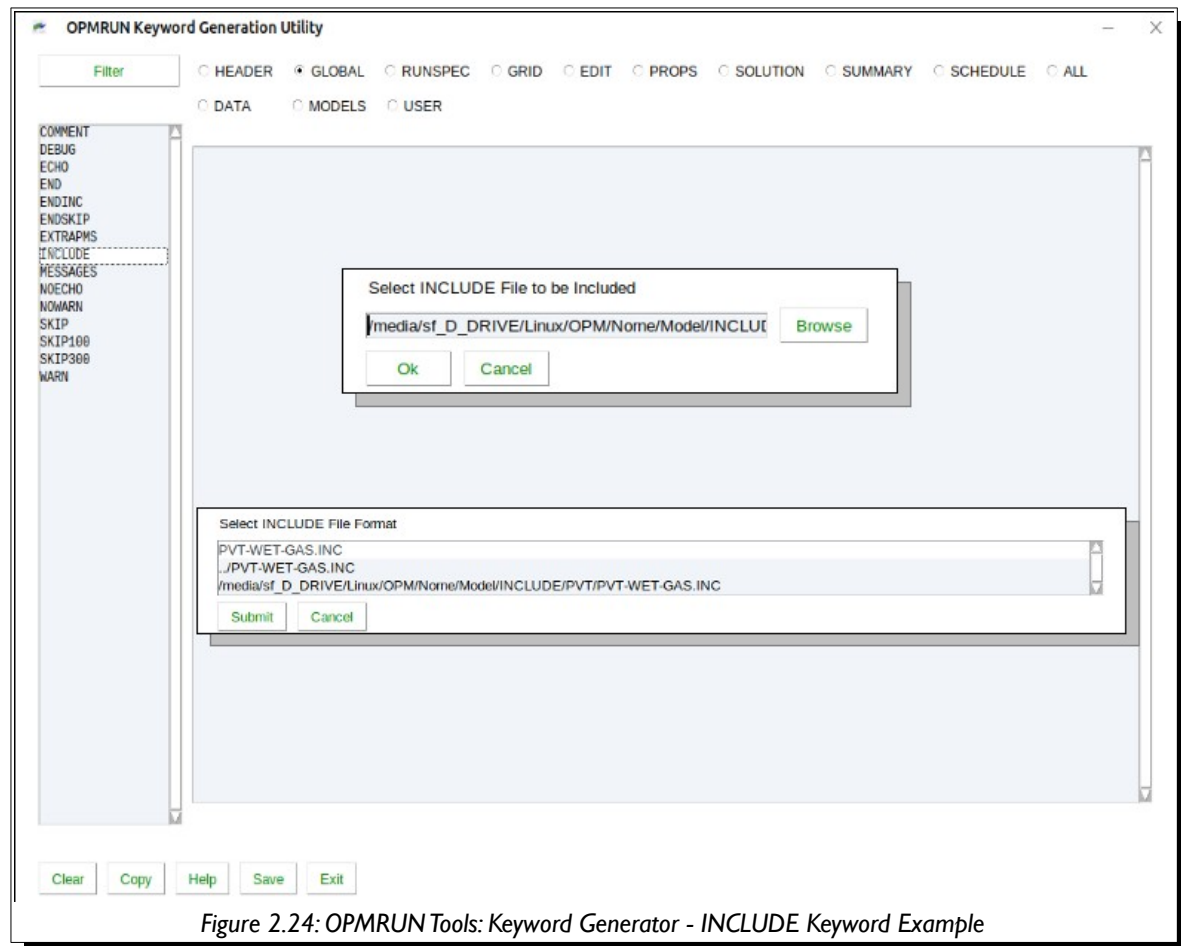 OPMRUN Keyword Generation Utility
Filter
HEADER GLOBAL RUNSPEC GRID EDIT PROPS SOLUTION SUMMARY SCHEDULE ALL
DATA MODELS USER
COMMENT
DEBUG
ECHO
END
ENDINC
ENDSKIP
EXTRAPMS
INCLUDE
MESSAGES
NOECHO
NOWARN
SKIP
SKIP100
SKIP300
WARN
Select INCLUDE File to be Included
/media/sf_D_DRIVE/Linux/OPM/Norne/Model/INCLUD Browse
Ok Cancel
Select INCLUDE File Format
PVT-WET-GAS.INC
../PVT-WET-GAS.INC
/media/sf_D_DRIVE/Linux/OPM/Norne/Model/INCLUDE/PVT/PVT-WET-GAS.INC
Submit Cancel
Clear Copy Help Save Exit
Figure 2.24: OPMRUN Tools: Keyword Generator - INCLUDE Keyword Example